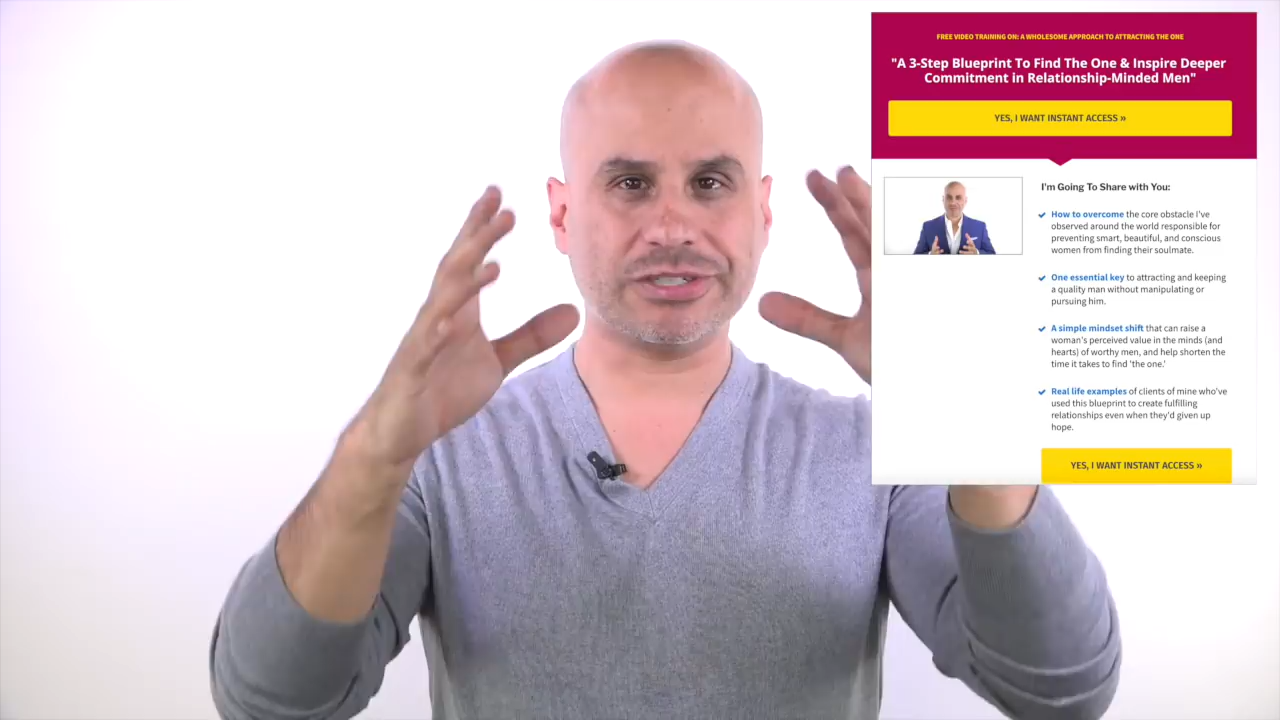 FREE VIDEO TRAINING ON: A WHOLESOME APPROACH TO ATTRACTING THE ONE
"A 3-Step Blueprint To Find The One & Inspire Deeper
Commitment in Relationship-Minded Men"
YES, I WANT INSTANT ACCESS »
I'm Going To Share with You:
How to overcome the core obstacle I've
observed around the world responsible for
preventing smart, beautiful, and conscious
women from finding their soulmate.
One essential key to attracting and keeping
a quality man without manipulating or
pursuing him.
A simple mindset shift that can raise a
woman's perceived value in the minds (and
hearts) of worthy men, and help shorten the
time it takes to find 'the one.'
Real life examples of clients of mine who've
used this blueprint to create fulfilling
relationships even when they'd given up
hope.
YES, I WANT INSTANT ACCESS »